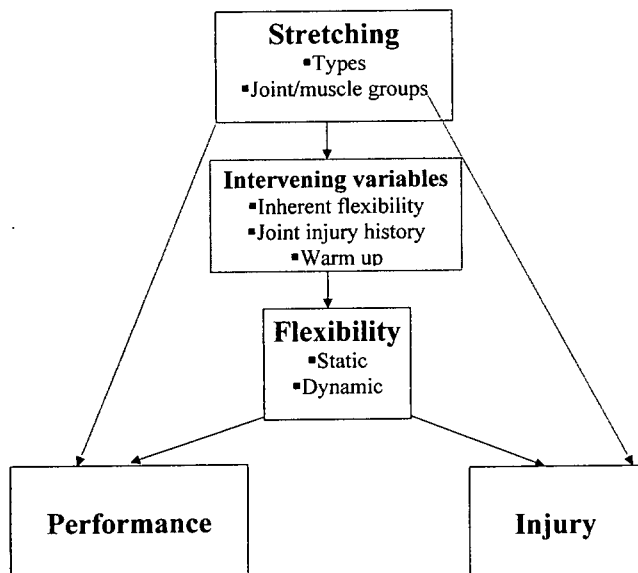 Stretching
▪Types
▪Joint/muscle groups
Intervening variables
▪Inherent flexibility
▪Joint injury history
▪Warm up
Flexibility
▪Static
▪Dynamic
Performance
Injury